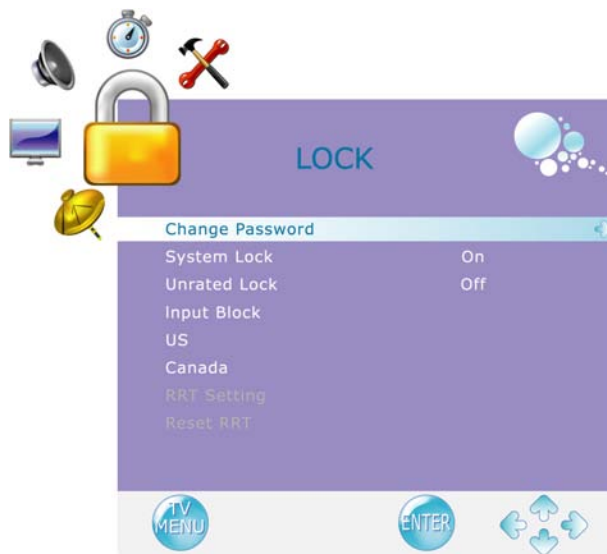 LOCK
Change Password
System Lock On
Unrated Lock Off
Input Block
US
Canada
RRT Setting
Reset RRT
TV
MENU
ENTER